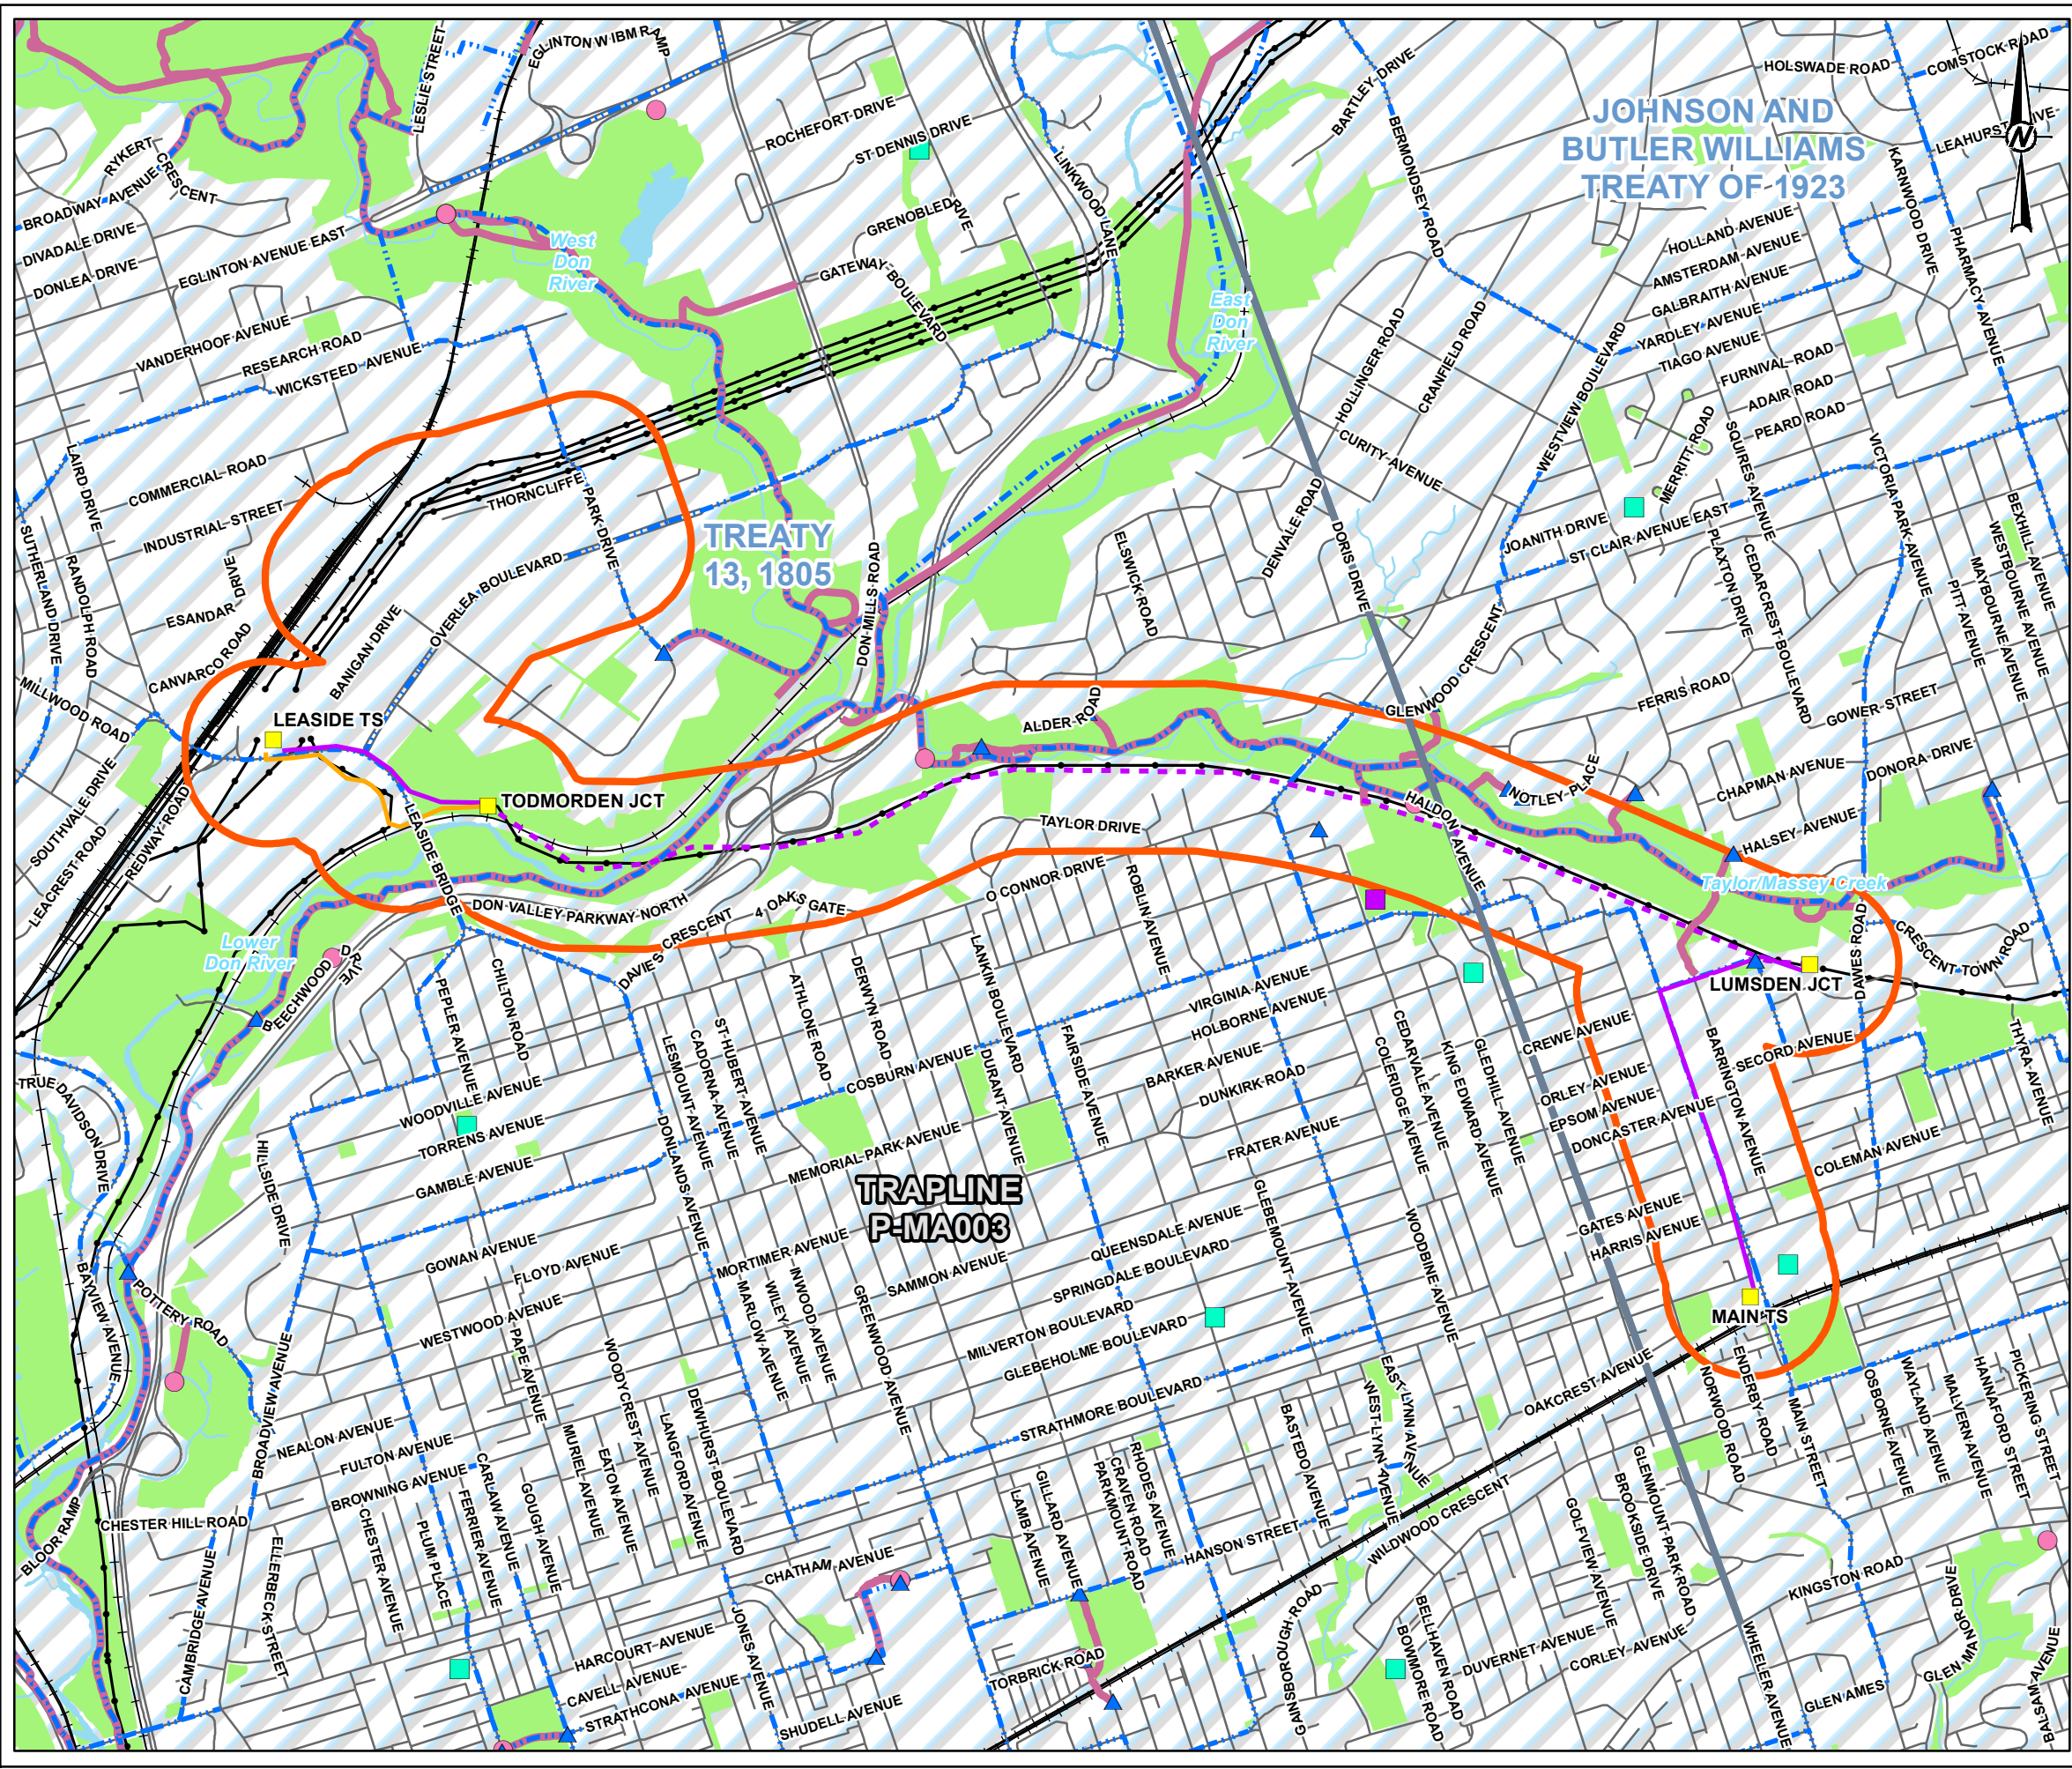 EGLINTON W IBM RAMP
LESLIE STREET
HOLSWADE ROAD
COMSTOCK ROAD
JOHNSON AND
BUTLER WILLIAMS
TREATY OF 1923
N
LEAHURST DRIVE
BARTLEY DRIVE
ROCHEFORT DRIVE
ST DENNIS DRIVE
BERMONDSEY ROAD
LINKWOOD LANE
KARNWOOD DRIVE
PHARMACY AVENUE
RYKERT
CRESCENT
BROADWAY AVENUE
DIVADALE DRIVE
DONLEA DRIVE
EGLINTON AVENUE EAST
West
Don
River
GRENOBLE DRIVE
GATEWAY BOULEVARD
East
Don
River
HOLLAND AVENUE
AMSTERDAM AVENUE
GALBRAITH AVENUE
YARDLEY AVENUE
TIAGO AVENUE
FURNIVAL ROAD
ADAIR ROAD
PEARD ROAD
VANDERHOOF AVENUE
RESEARCH ROAD
WICKSTEED AVENUE
HOLLINGER ROAD
CRANFIELD ROAD
WESTVIEW BOULEVARD
CURITY AVENUE
MERRITT ROAD
SQUIRES AVENUE
VICTORIA PARK AVENUE
LAIRD DRIVE
COMMERCIAL ROAD
INDUSTRIAL STREET
THORNCLIFFE PARK DRIVE
TREATY
13, 1805
SUTHERLAND DRIVE
RANDOLPH ROAD
ESANDAR DRIVE
CANVARCO ROAD
BANIGAN DRIVE
OVERLEA BOULEVARD
DON MILLS ROAD
ELSWICK ROAD
DENVALE ROAD
DORIS DRIVE
JOANITH DRIVE
ST CLAIR AVENUE EAST
PLAXTON DRIVE
CEDARCREST BOULEVARD
PITT AVENUE
MAYBOURNE AVENUE
WESTBOURNE AVENUE
BEXHILL AVENUE
MILLWOOD ROAD
LEASIDE TS
TODMORDEN JCT
LEASIDE BRIDGE
ALDER ROAD
GLENWOOD CRESCENT
FERRIS ROAD
GOWER STREET
DONORA DRIVE
CHAPMAN AVENUE
NOTLEY PLACE
HALSEY AVENUE
HALDON AVENUE
TAYLOR DRIVE
SOUTHVALE DRIVE
LEACREST ROAD
REDWAY ROAD
DON VALLEY PARKWAY NORTH
DAVIES CRESCENT
4 OAKS GATE
O CONNOR DRIVE
ROBLIN AVENUE
Taylor/Massey Creek
DAWES ROAD
CRESCENT TOWN ROAD
LUMSDEN JCT
Lower
Don River
BEECHWOOD DRIVE
PEPLER AVENUE
CHILTON ROAD
ATHLONE ROAD
DERWYN ROAD
LANKIN BOULEVARD
VIRGINIA AVENUE
HOLBORNE AVENUE
BARKER AVENUE
DUNKIRK ROAD
FAIRSIDE AVENUE
COSBURN AVENUE
DURANT AVENUE
CEDARVALE AVENUE
COLERIDGE AVENUE
KING EDWARD AVENUE
GLEDHILL AVENUE
CREWE AVENUE
ORLEY AVENUE
EPSOM AVENUE
DONCASTER AVENUE
BARRINGTON AVENUE
SECORD AVENUE
COLEMAN AVENUE
THYRA AVENUE
TRUE DAVIDSON DRIVE
WOODVILLE AVENUE
TORRENS AVENUE
GAMBLE AVENUE
HILLSIDE DRIVE
DONLANDS AVENUE
LESMOUNT AVENUE
CADORNA AVENUE
ST HUBERT AVENUE
MEMORIAL PARK AVENUE
FRATER AVENUE
TRAPLINE
P-MA003
GATES AVENUE
HARRIS AVENUE
MAIN TS
BAYVIEW AVENUE
POTTERY ROAD
GOWAN AVENUE
FLOYD AVENUE
WESTWOOD AVENUE
MORTIMER AVENUE
SAMMON AVENUE
QUEENSDALE AVENUE
SPRINGDALE BOULEVARD
MILVERTON BOULEVARD
GLEBEHOLME BOULEVARD
GLEBEMOUNT AVENUE
WOODBINE AVENUE
MARLOW AVENUE
WILEY AVENUE
INWOOD AVENUE
GREENWOOD AVENUE
PAPE AVENUE
WOODYCREST AVENUE
DEWHURST BOULEVARD
LANGFORD AVENUE
EATON AVENUE
MURIEL AVENUE
BROADVIEW AVENUE
NEALON AVENUE
FULTON AVENUE
BROWNING AVENUE
CARLAW AVENUE
FERRIER AVENUE
GOUGH AVENUE
PLUM PLACE
CHESTER AVENUE
STRATHMORE BOULEVARD
EAST LYNN AVENUE
WEST LYNN AVENUE
BASTEDO AVENUE
OAKCREST AVENUE
NORWOOD ROAD
ENDERBY ROAD
MAIN STREET
OSBORNE AVENUE
WAYLAND AVENUE
MALVERN AVENUE
HANNAFORD STREET
PICKERING STREET
BLOOR RAMP
CHESTER HILL ROAD
CAMBRIDGE AVENUE
ELLERBECK STREET
CHATHAM AVENUE
LAMB AVENUE
GILLARD AVENUE
PARKMOUNT ROAD
CRAVEN ROAD
RHODES AVENUE
HANSON STREET
WILDWOOD CRESCENT
GOLFVIEW AVENUE
BROOKSIDE DRIVE
GLENMOUNT PARK ROAD
KINGSTON ROAD
HARCOURT AVENUE
CAVELL AVENUE
STRATHCONA AVENUE
JONES AVENUE
SHUDELL AVENUE
TORBRICK ROAD
GAINSBOROUGH ROAD
BOWMORE ROAD
BELHAVEN ROAD
DUVERNET AVENUE
CORLEY AVENUE
WHEELER AVENUE
GLEN AMES
GLEN MANOR DRIVE
BALSAM AVENUE